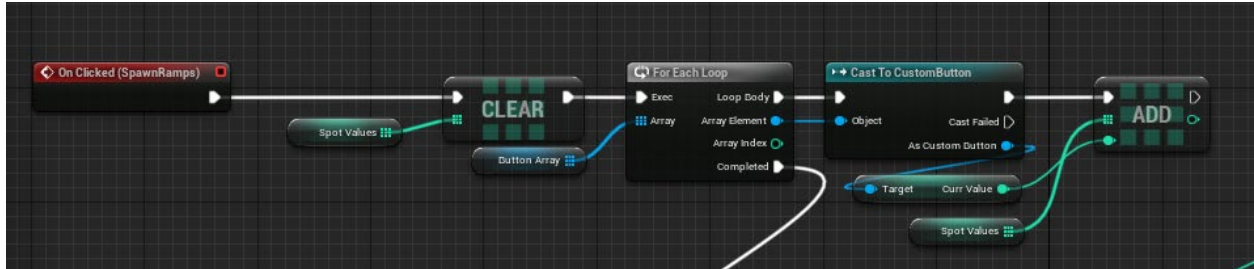 On Clicked (SpawnRamps)
Spot Values
CLEAR
Button Array
For Each Loop
Exec
Loop Body
Array
Array Element
Array Index
Completed
Cast To CustomButton
Object
Cast Failed
As Custom Button
Target
Curr Value
Spot Values
ADD